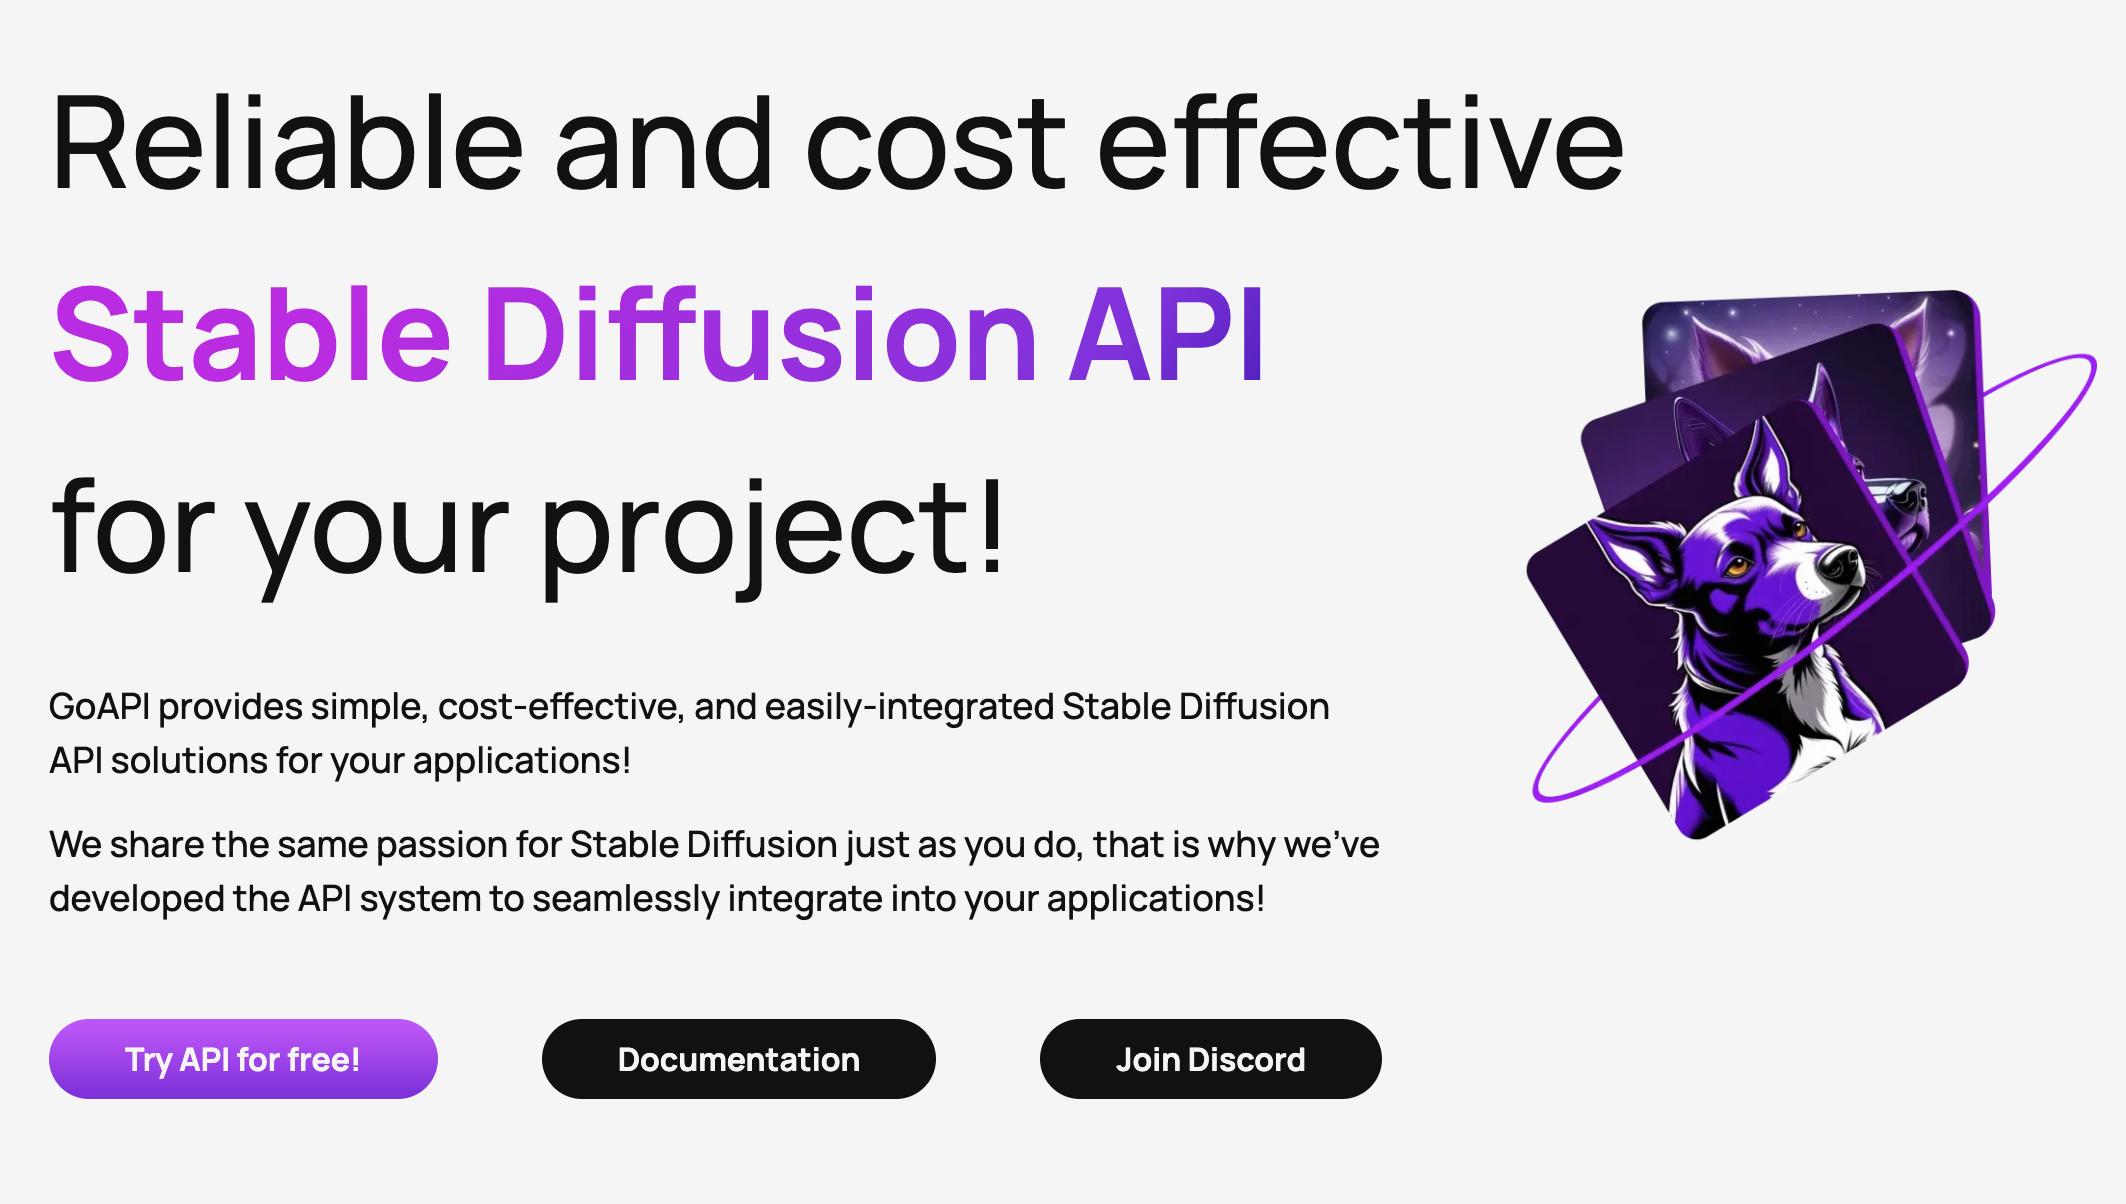 Reliable and cost effective
Stable Diffusion API
for your project!
GoAPI provides simple, cost-effective, and easily-integrated Stable Diffusion
API solutions for your applications!
We share the same passion for Stable Diffusion just as you do, that is why we’ve
developed the API system to seamlessly integrate into your applications!
Try API for free!
Documentation
Join Discord